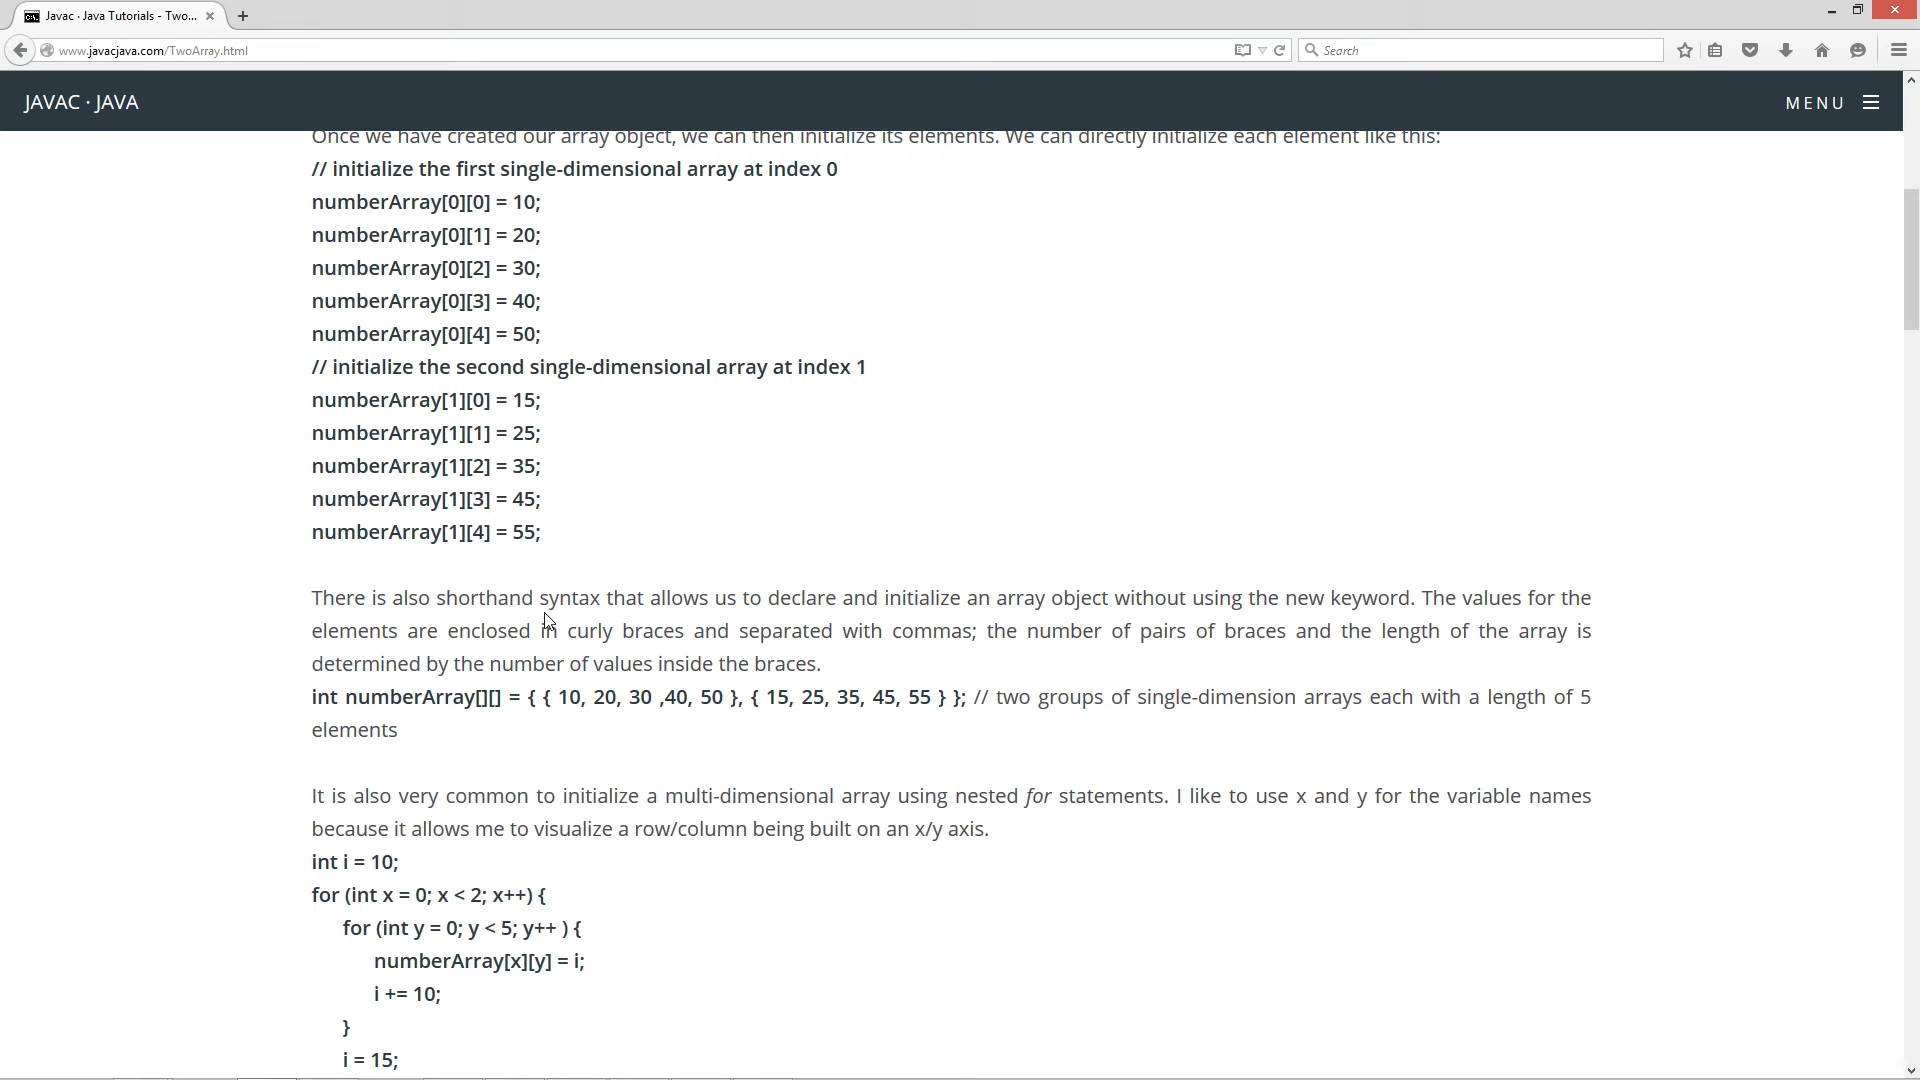 Javac · Java Tutorials - Two...
www.javacjava.com/TwoArray.html
Search
JAVAC · JAVA
MENU
Once we have created our array object, we can then initialize its elements. We can directly initialize each element like this:
// initialize the first single-dimensional array at index 0
numberArray[0][0] = 10;
numberArray[0][1] = 20;
numberArray[0][2] = 30;
numberArray[0][3] = 40;
numberArray[0][4] = 50;
// initialize the second single-dimensional array at index 1
numberArray[1][0] = 15;
numberArray[1][1] = 25;
numberArray[1][2] = 35;
numberArray[1][3] = 45;
numberArray[1][4] = 55;
There is also shorthand syntax that allows us to declare and initialize an array object without using the new keyword. The values for the
elements are enclosed in curly braces and separated with commas; the number of pairs of braces and the length of the array is
determined by the number of values inside the braces.
int numberArray[][] = { { 10, 20, 30 ,40, 50 }, { 15, 25, 35, 45, 55 } }; // two groups of single-dimension arrays each with a length of 5
elements
It is also very common to initialize a multi-dimensional array using nested for statements. I like to use x and y for the variable names
because it allows me to visualize a row/column being built on an x/y axis.
int i = 10;
for (int x = 0; x < 2; x++) {
for (int y = 0; y < 5; y++ ) {
numberArray[x][y] = i;
i += 10;
}
i = 15;